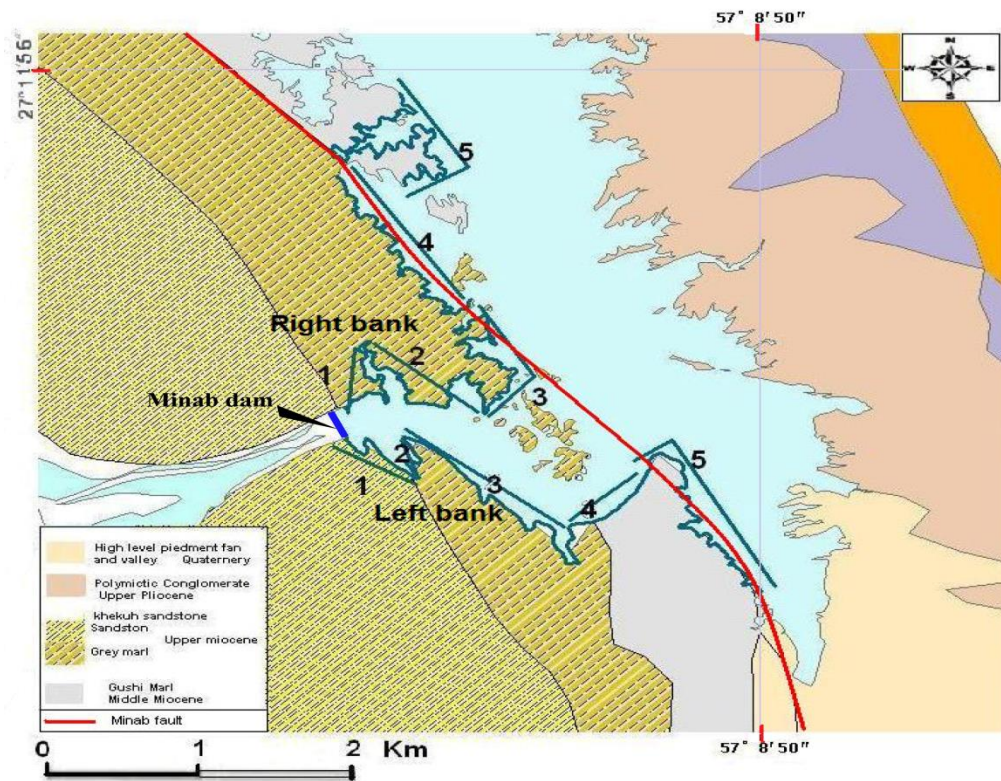 57° 8'50"
27°11'56"
N
W E
S
5
4
Right bank
1 2
3
Minab dam
2
5
3
1
4
Left bank
High level piedment fan
and valley Quaternery
Polymictic Conglomerate
Upper Pliocene
khekuh sandstone
Sandston
Upper miocene
Grey marl
Gushi Marl
Middle Miocene
Minab fault
57° 8'50"
0 1 2 Km